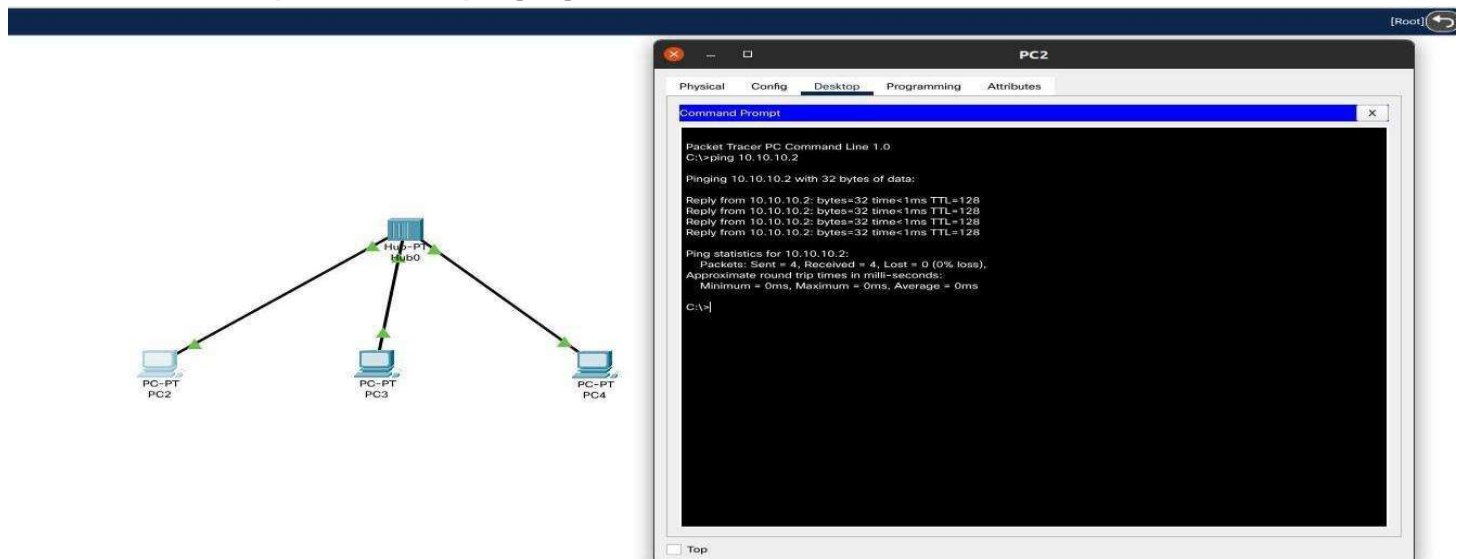 [Root]
PC2
Physical Config Desktop Programming Attributes
Command Prompt
X
Packet Tracer PC Command Line 1.0
C:\>ping 10.10.10.2
Pinging 10.10.10.2 with 32 bytes of data:
Reply from 10.10.10.2: bytes=32 time<1ms TTL=128
Reply from 10.10.10.2: bytes=32 time<1ms TTL=128
Reply from 10.10.10.2: bytes=32 time<1ms TTL=128
Reply from 10.10.10.2: bytes=32 time<1ms TTL=128
Ping statistics for 10.10.10.2:
Packets: Sent = 4, Received = 4, Lost = 0 (0% loss),
Approximate round trip times in milli-seconds:
Minimum = 0ms, Maximum = 0ms, Average = 0ms
C:\>
Hub-PT
Hub0
PC-PT
PC2
PC-PT
PC3
PC-PT
PC4
Top